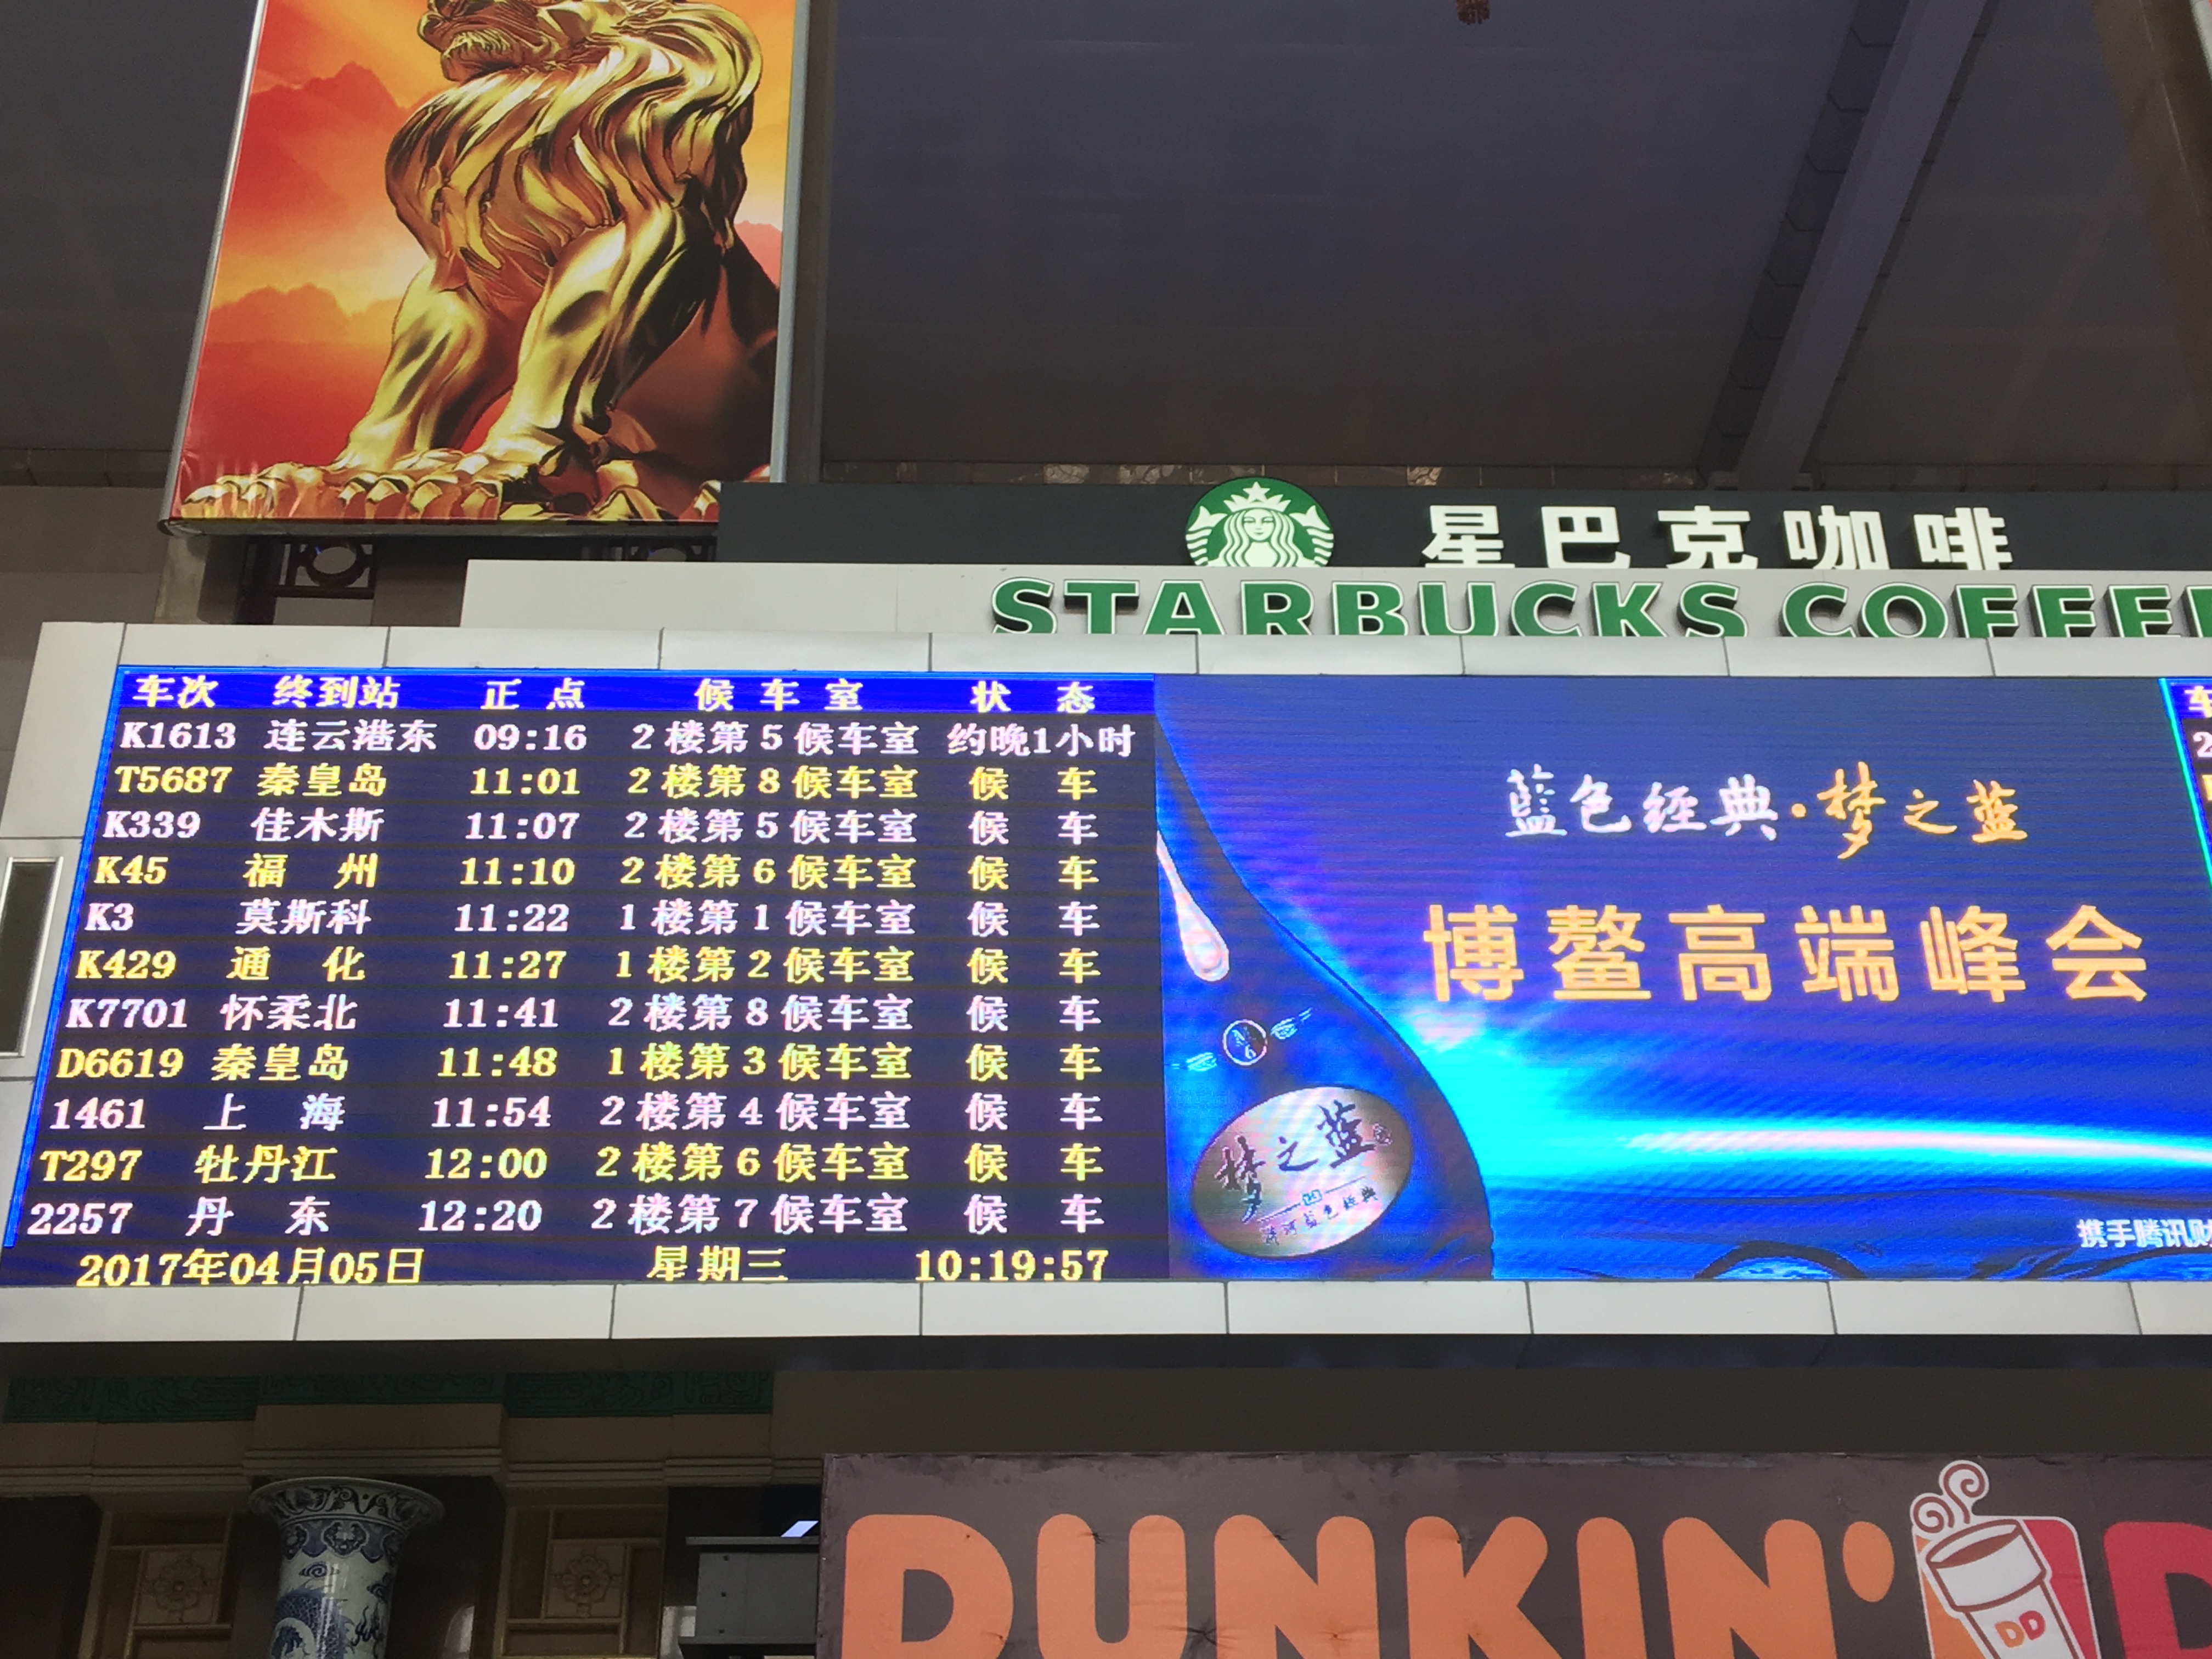 星巴克咖啡
STARBUCKS COFFEE
车次 终到站 正点 候车室 状态
K1613 连云港东 09:16 2楼第5候车室 约晚1小时
T5687 秦皇岛 11:01 2楼第8候车室 候车
K339 佳木斯 11:07 2楼第5候车室 候车
K45 福州 11:10 2楼第6候车室 候车
K3 莫斯科 11:22 1楼第1候车室 候车
K429 通化 11:27 1楼第2候车室 候车
K7701 怀柔北 11:41 2楼第8候车室 候车
D6619 秦皇岛 11:48 1楼第3候车室 候车
1461 上海 11:54 2楼第4候车室 候车
T297 牡丹江 12:00 2楼第6候车室 候车
2257 丹东 12:20 2楼第7候车室 候车
2017年04月05日 星期三 10:19:57
蓝色经典·梦之蓝
博鳌高端峰会
梦之蓝
洋河蓝色经典
携手腾讯财
车
2
DUNKIN' D
DD